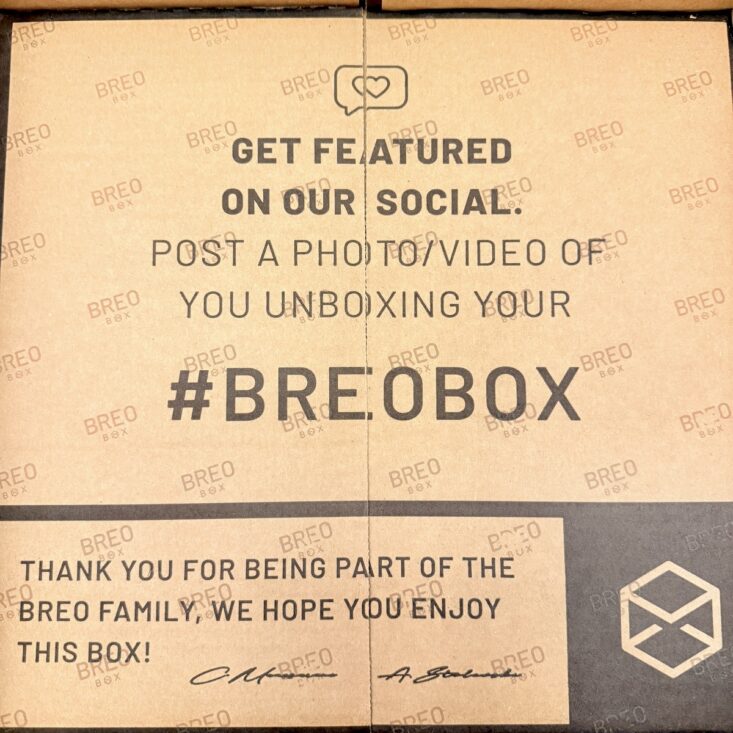 GET FEATURED
ON OUR SOCIAL.
POST A PHOTO/VIDEO OF
YOU UNBOXING YOUR
#BREOBOX
THANK YOU FOR BEING PART OF THE
BREO FAMILY, WE HOPE YOU ENJOY
THIS BOX!